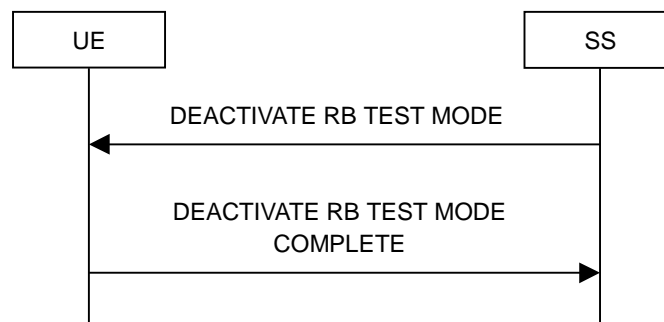 UE
SS
DEACTIVATE RB TEST MODE
DEACTIVATE RB TEST MODE
COMPLETE